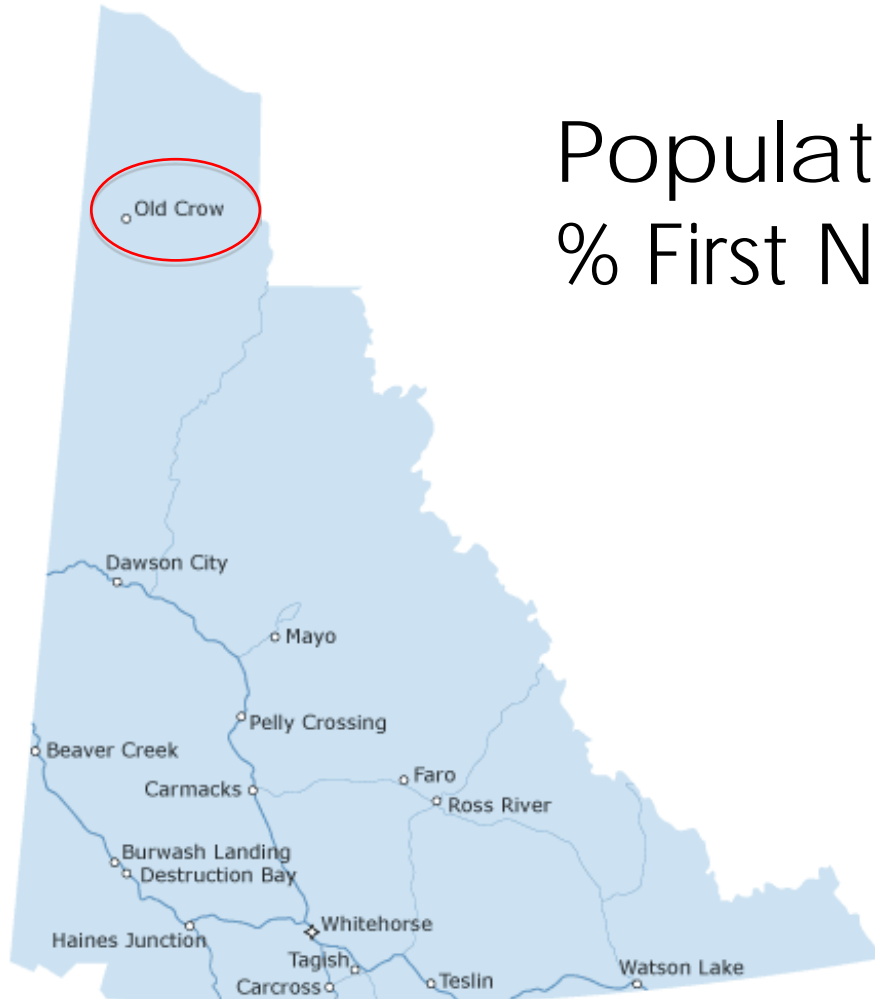 Populat
% First N
Old Crow
Dawson City
Mayo
Pelly Crossing
Beaver Creek
Faro
Carmacks
Ross River
Burwash Landing
Destruction Bay
Whitehorse
Haines Junction
Tagish
Watson Lake
Teslin
Carcross